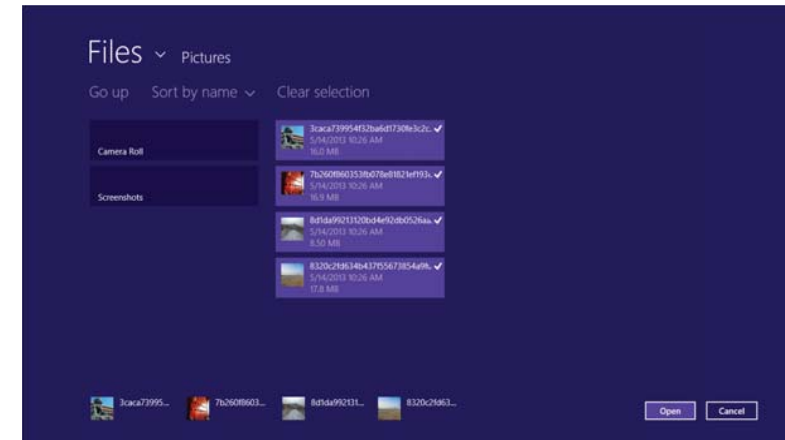 Files Pictures
Go up Sort by name Clear selection
Camera Roll
Screenshots
3caca739954f32ba6d1730fe3c2c.
5/14/2013 10:26 AM
16.0 MB
7b260f860353fb078e81821ef193
5/14/2013 10:26 AM
16.9 MB
8d1da99213120bd4e92db0526aa.
5/14/2013 10:26 AM
8.50 MB
8320c2fd634b437f55673854a9
5/14/2013 10:26 AM
17.8 MB
3caca73995...
7b260f8603...
8d1da992131...
8320c2fd63...
Open Cancel